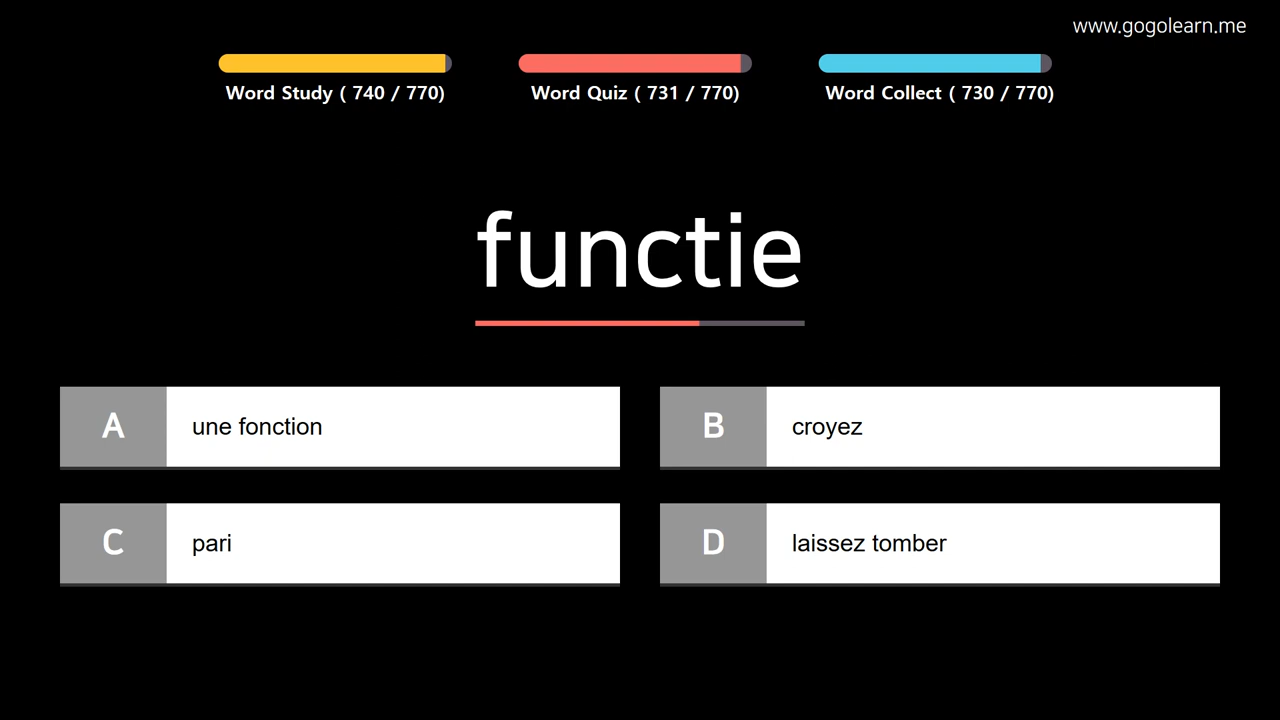 www.gogolearn.me
Word Study ( 740 / 770)
Word Quiz ( 731 / 770)
Word Collect ( 730 / 770)
functie
A une fonction
B croyez
C pari
D laissez tomber